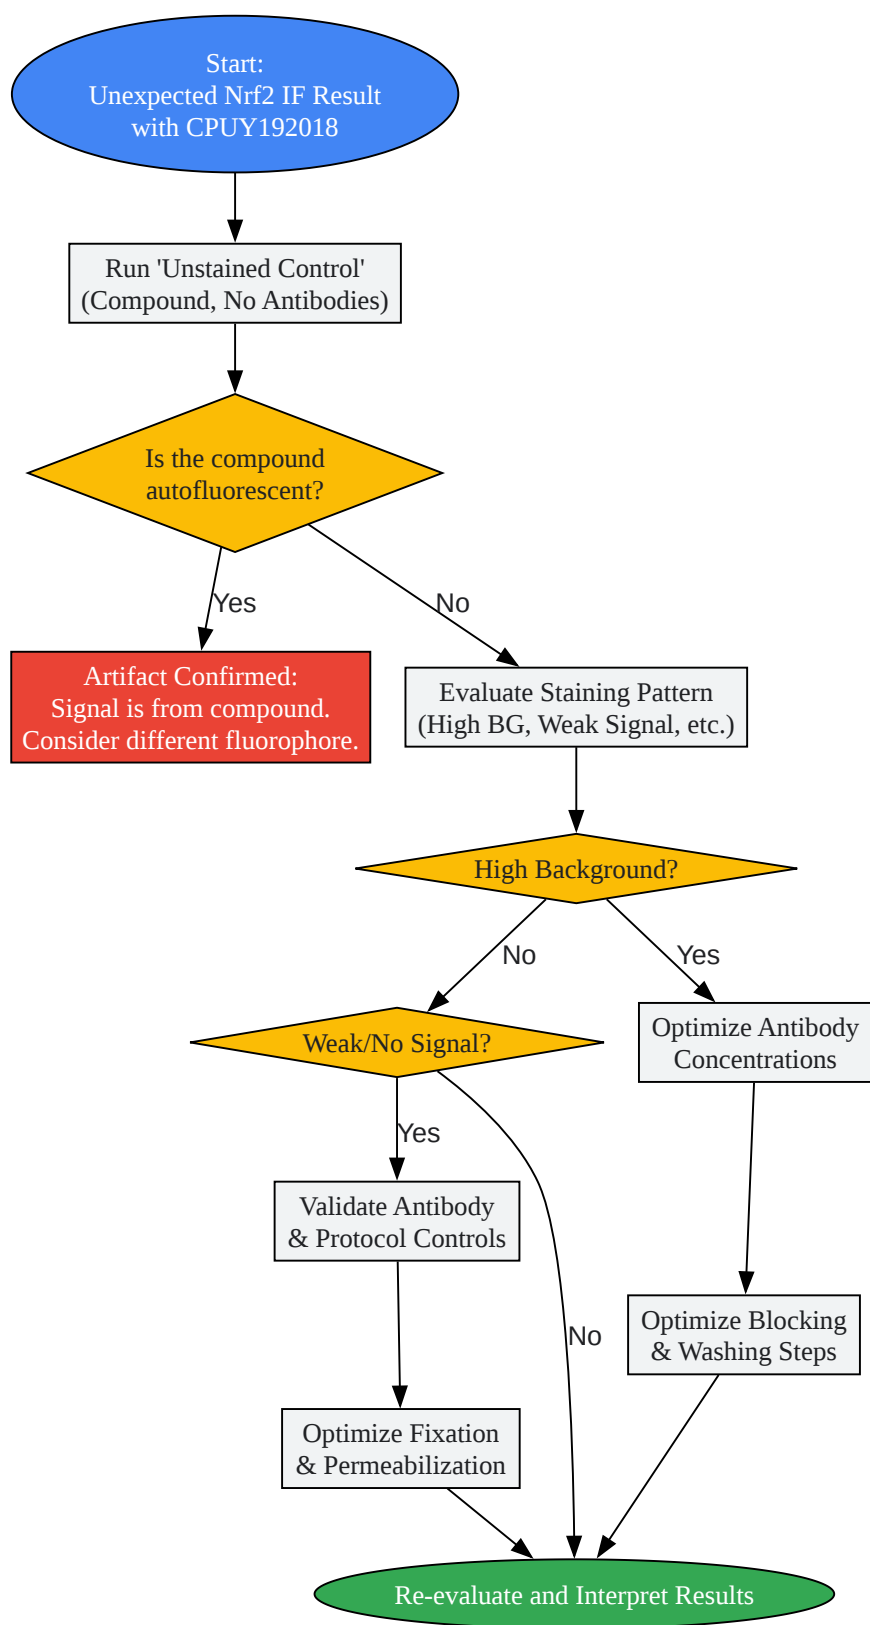 Start:
Unexpected Nrf2 IF Result
with CPUY192018
Run 'Unstained Control'
(Compound, No Antibodies)
Is the compound
autofluorescent?
Yes
No
Artifact Confirmed:
Signal is from compound.
Consider different fluorophore.
Evaluate Staining Pattern
(High BG, Weak Signal, etc.)
High Background?
No
Yes
Weak/No Signal?
Optimize Antibody
Concentrations
Yes
Validate Antibody
& Protocol Controls
No
Optimize Blocking
& Washing Steps
Optimize Fixation
& Permeabilization
Re-evaluate and Interpret Results